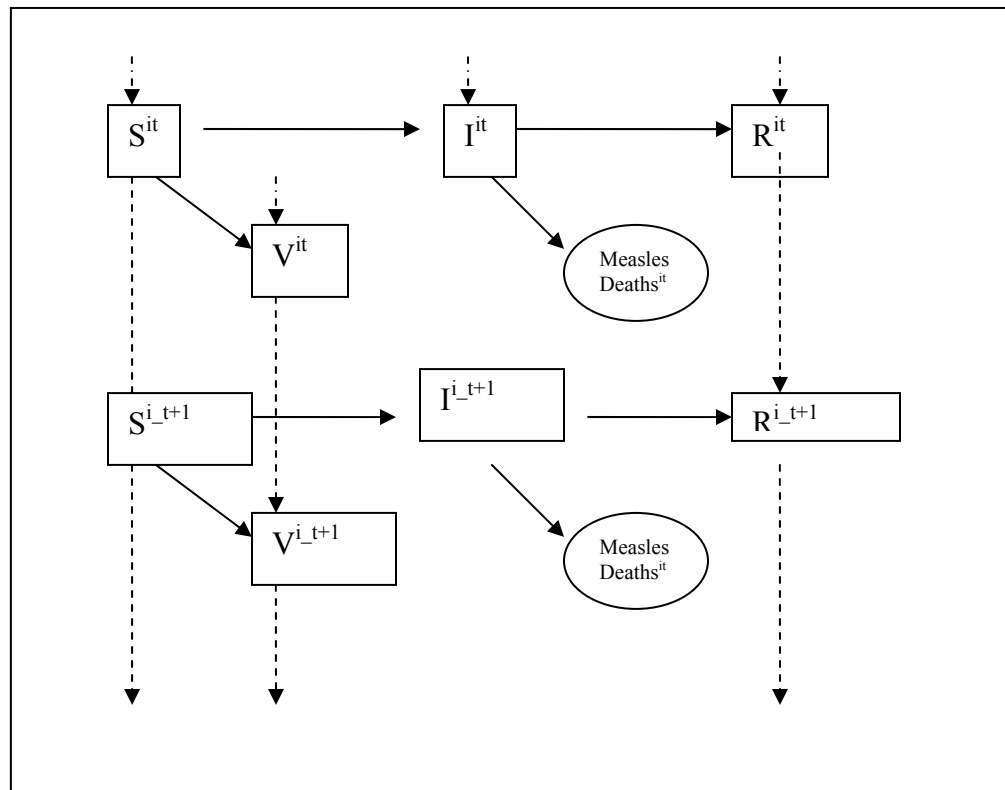 S^it
I^it
R^it
V^it
Measles
Deaths^it
S^i_t+1
I^i_t+1
R^i_t+1
V^i_t+1
Measles
Deaths^it